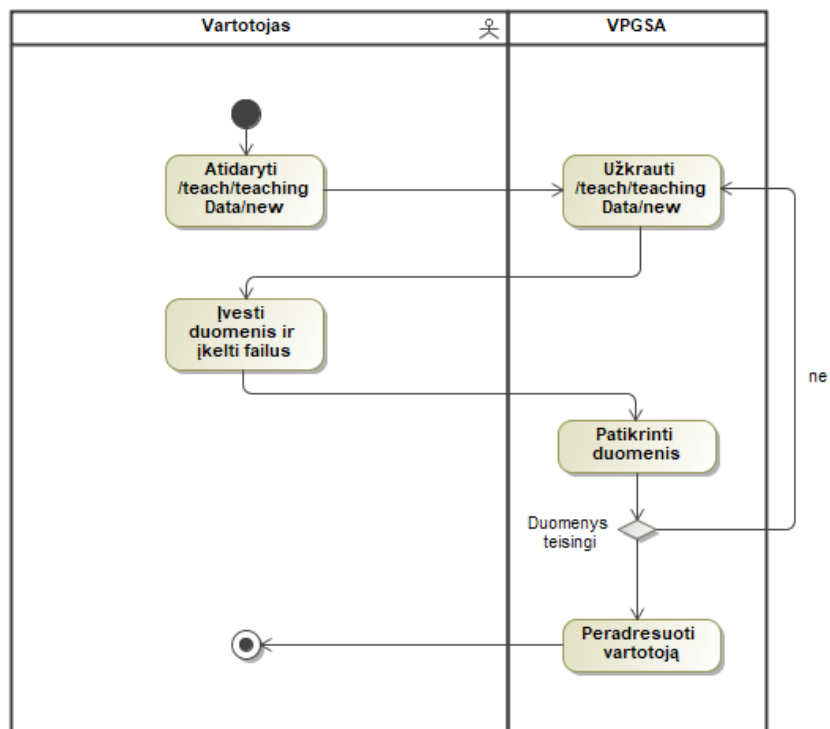 Vartotojas
VPGSA
Atidaryti
/teach/teaching
Data/new
Užkrauti
/teach/teaching
Data/new
Įvesti
duomenis ir
įkelti failus
ne
Patikrinti
duomenis
Duomenys
teisingi
Peradresuoti
vartotoją